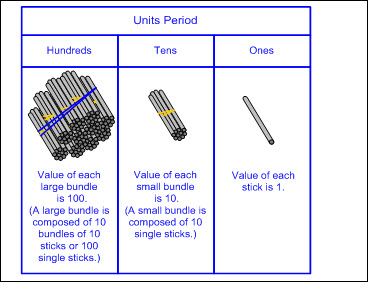 Units Period
Hundreds
Tens
Ones
Value of each
large bundle
is 100.
(A large bundle is
composed of 10
bundles of 10
sticks or 100
single sticks.)
Value of each
small bundle
is 10.
(A small bundle is
composed of 10
single sticks.)
Value of each
stick is 1.